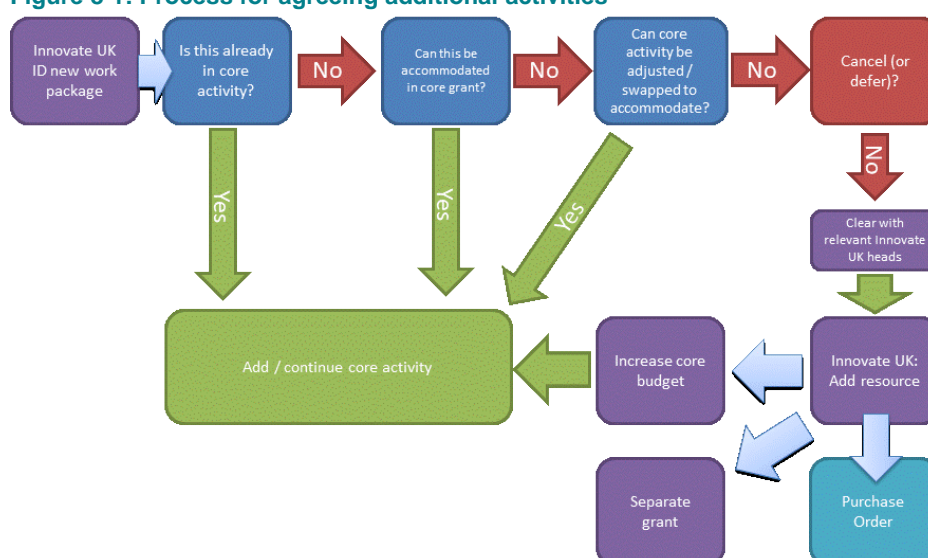 Figure 3-1: Process for agreeing additional activities
Innovate UK
ID new work
package
Is this already
in core
activity?
No
Can this be
accommodated
in core grant?
No
Can core
activity be
adjusted /
swapped to
accommodate?
No
Cancel (or
defer)?
Yes
Yes
Yes
No
Clear with
relevant Innovate
UK heads
Add / continue core activity
Increase core
budget
Innovate UK:
Add resource
Separate
grant
Purchase
Order